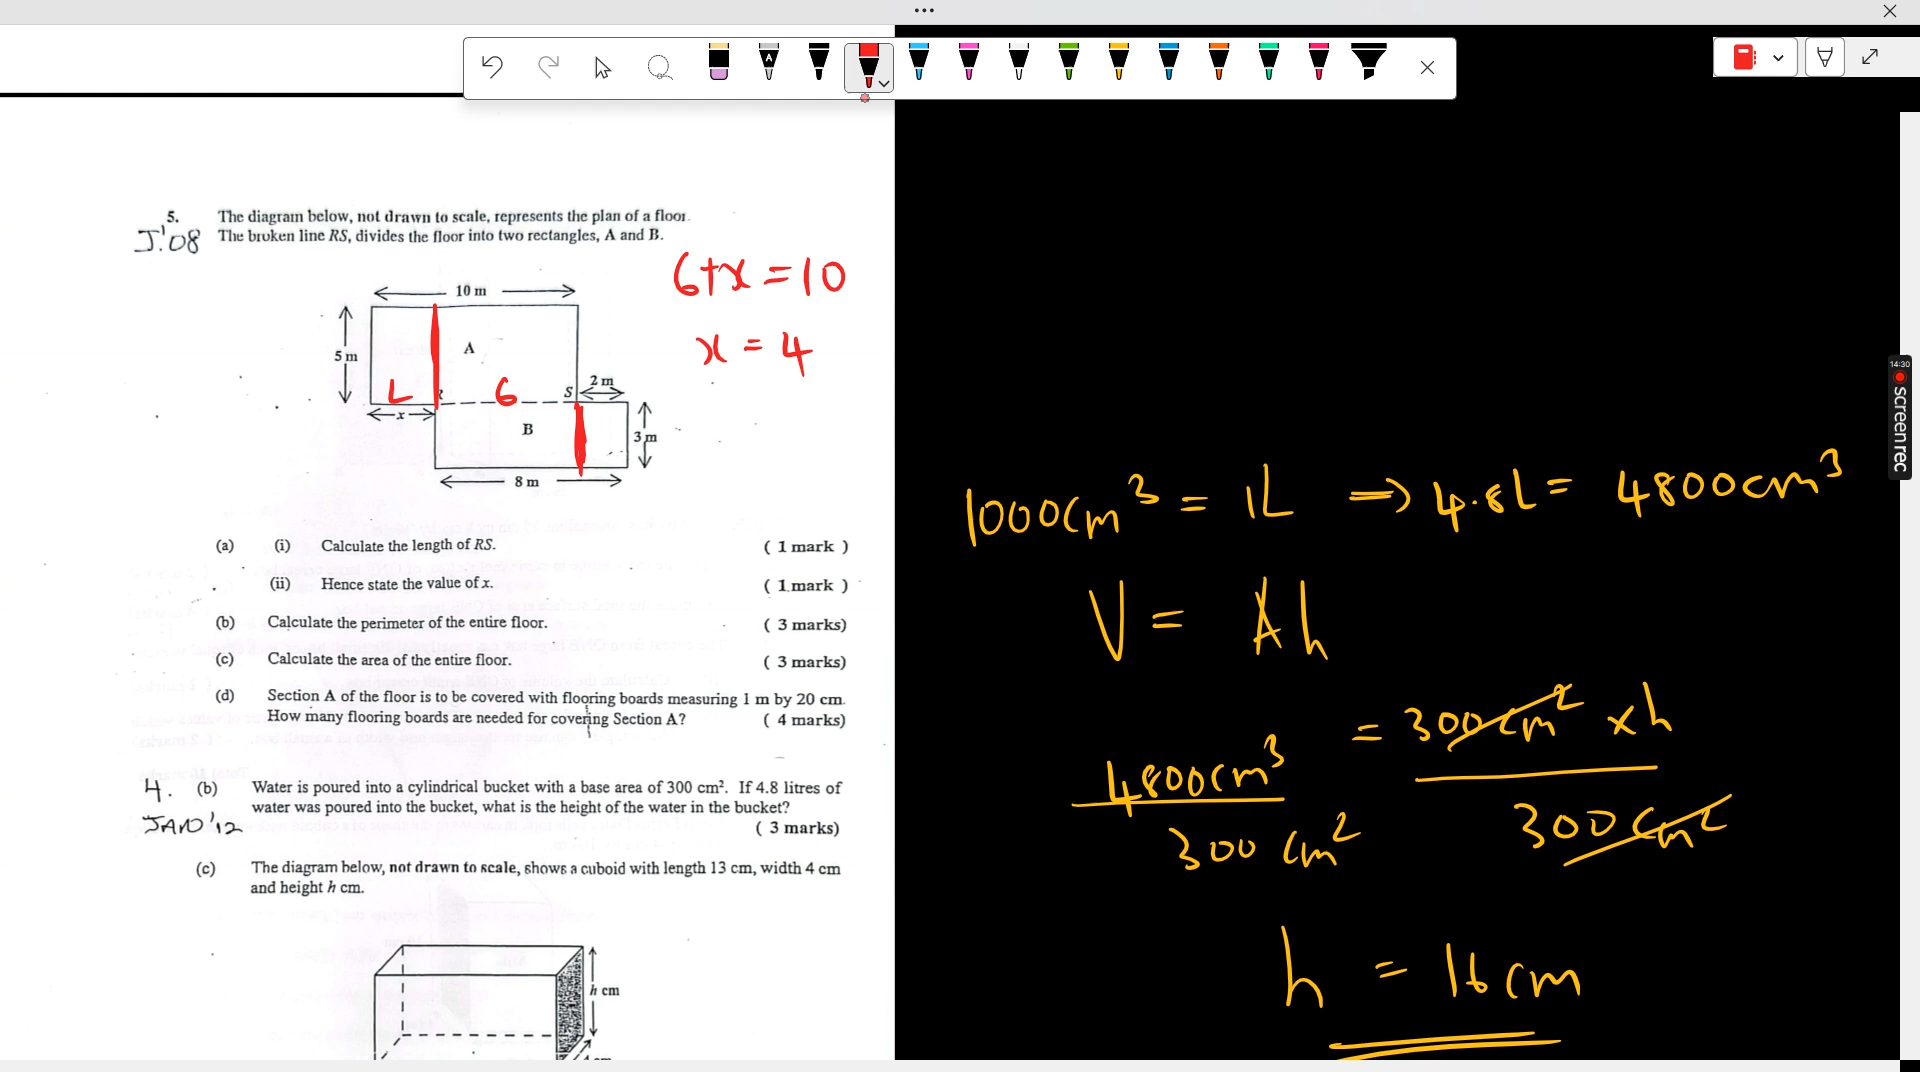 A
14:30
screenrec
5. The diagram below, not drawn to scale, represents the plan of a floor.
J'08 The broken line RS, divides the floor into two rectangles, A and B.
6+x=10
x = 4
10 m
5 m
A
6
S
2 m
x
B
3 m
8 m
(a) (i) Calculate the length of RS. ( 1 mark )
(ii) Hence state the value of x. ( 1 mark )
(b) Calculate the perimeter of the entire floor. ( 3 marks)
(c) Calculate the area of the entire floor. ( 3 marks)
(d) Section A of the floor is to be covered with flooring boards measuring 1 m by 20 cm.
How many flooring boards are needed for covering Section A? ( 4 marks)
4. (b) Water is poured into a cylindrical bucket with a base area of 300 cm². If 4.8 litres of
JAN'12 water was poured into the bucket, what is the height of the water in the bucket?
( 3 marks)
(c) The diagram below, not drawn to scale, shows a cuboid with length 13 cm, width 4 cm
and height h cm.
h cm
1000cm³ = 1L ⇒ 4.8L = 4800cm³
V = Ah
4800cm³ = 300cm² x h
300 cm² 300 cm²
h = 16cm